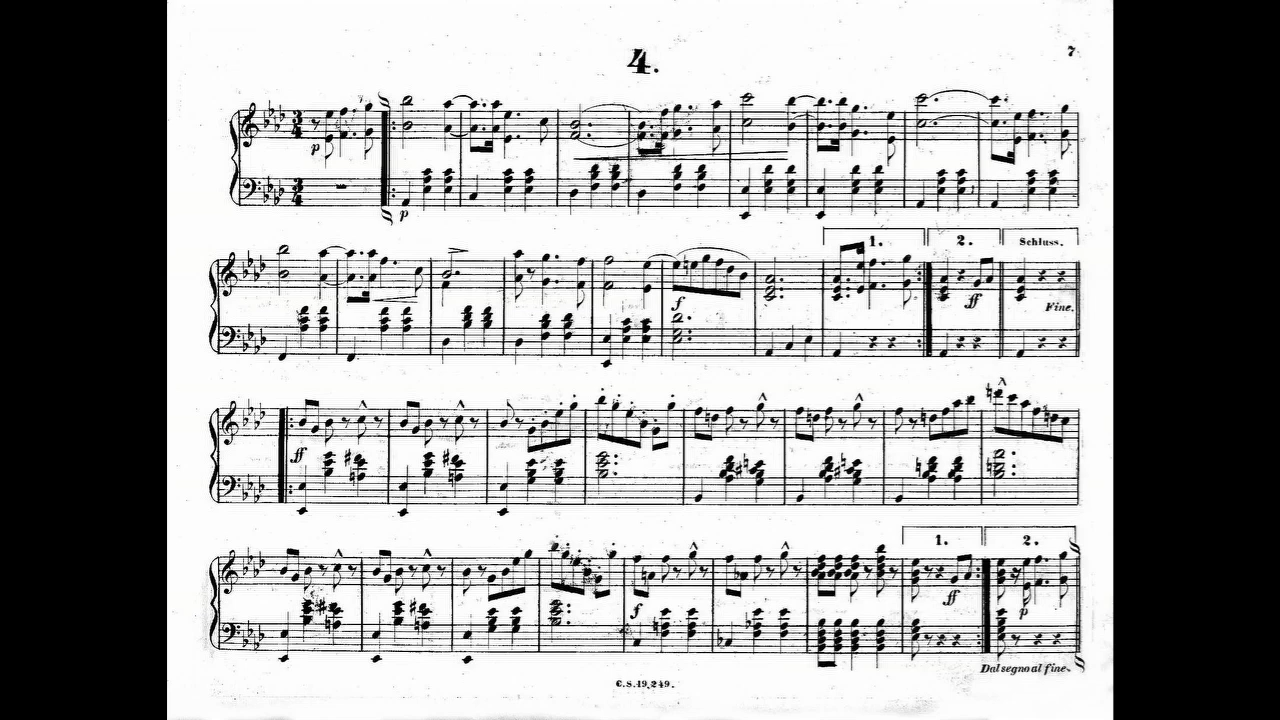 4.
7
p
p
1. 2. Schluss.
f ff Fine.
ff
1. 2.
f ff p
Dal segno al fine.
C.S.19,249.